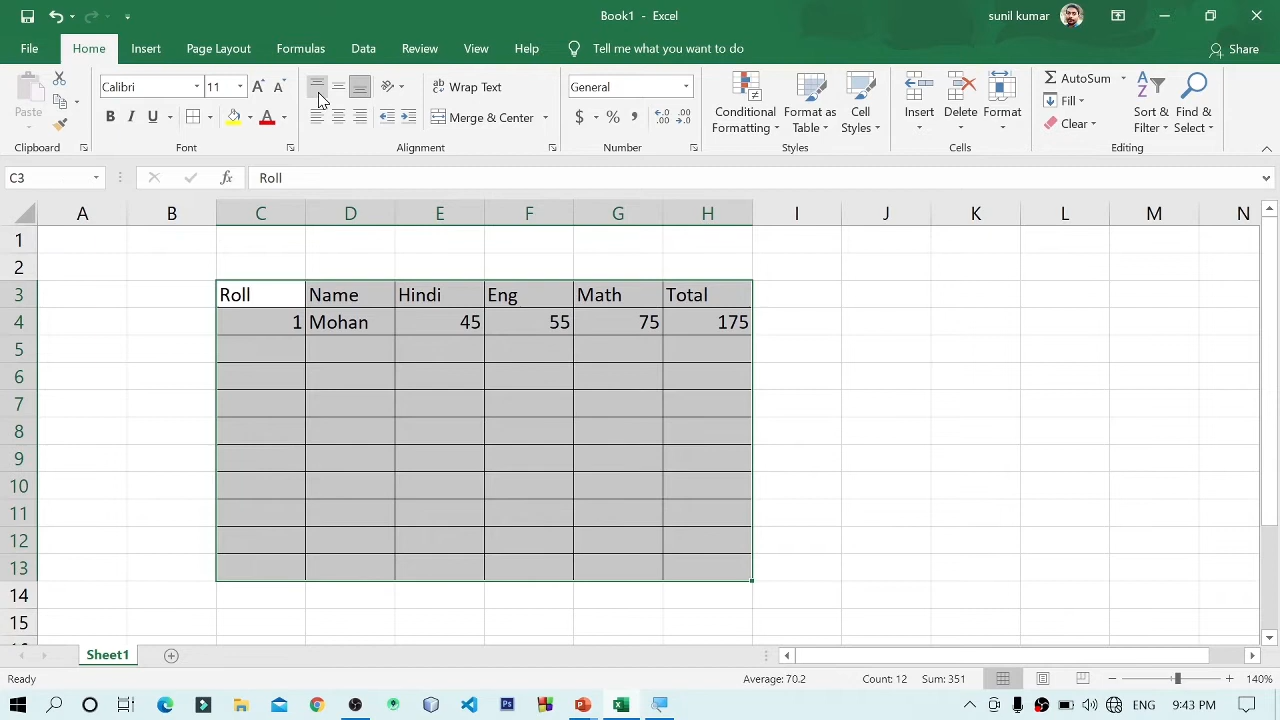 Book1 - Excel
sunil kumar
File Home Insert Page Layout Formulas Data Review View Help Tell me what you want to do
Share
Paste
Calibri 11
B I U
Wrap Text
Merge & Center
General
$ % ,
Conditional Formatting
Format as Table
Cell Styles
Insert
Delete
Format
AutoSum
Fill
Clear
Sort & Filter
Find & Select
Clipboard Font Alignment Number Styles Cells Editing
C3 fx Roll
A B C D E F G H I J K L M N
1
2
3 Roll Name Hindi Eng Math Total
4 1 Mohan 45 55 75 175
5
6
7
8
9
10
11
12
13
14
15
Sheet1
Ready Average: 70.2 Count: 12 Sum: 351 140%
ENG 9:43 PM